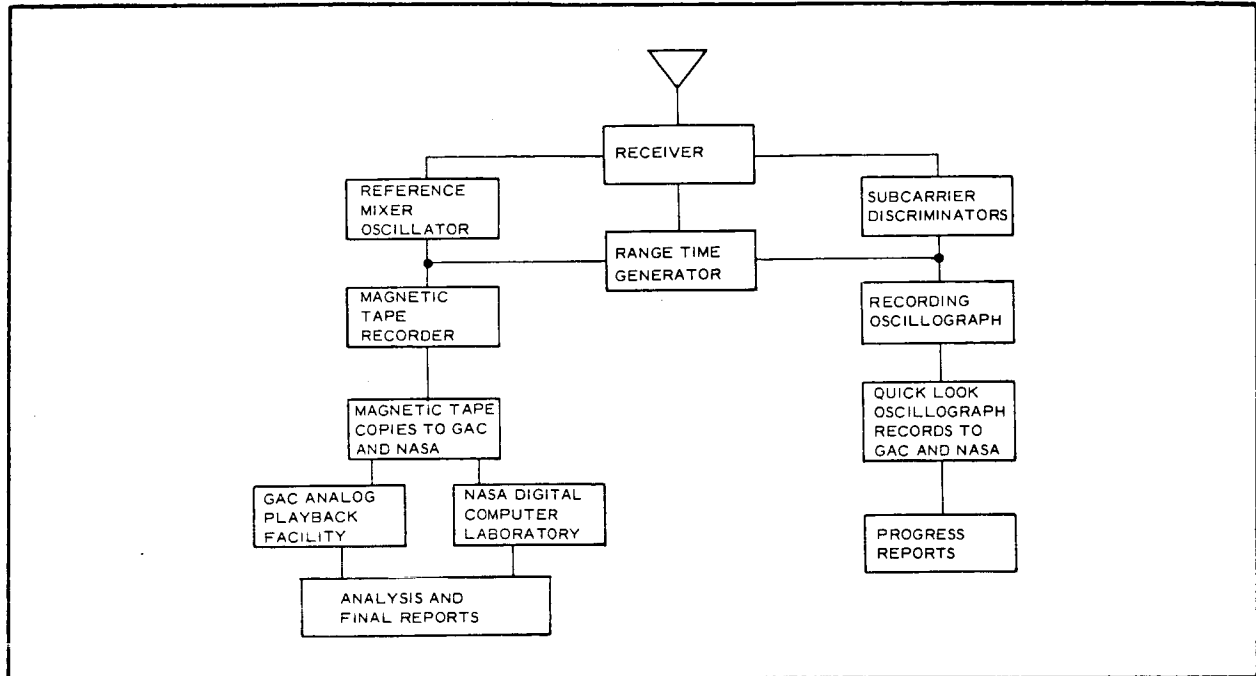 RECEIVER
REFERENCE
MIXER
OSCILLATOR
SUBCARRIER
DISCRIMINATORS
RANGE TIME
GENERATOR
MAGNETIC
TAPE
RECORDER
RECORDING
OSCILLOGRAPH
MAGNETIC TAPE
COPIES TO GAC
AND NASA
QUICK LOOK
OSCILLOGRAPH
RECORDS TO
GAC AND NASA
GAC ANALOG
PLAYBACK
FACILITY
NASA DIGITAL
COMPUTER
LABORATORY
PROGRESS
REPORTS
ANALYSIS AND
FINAL REPORTS